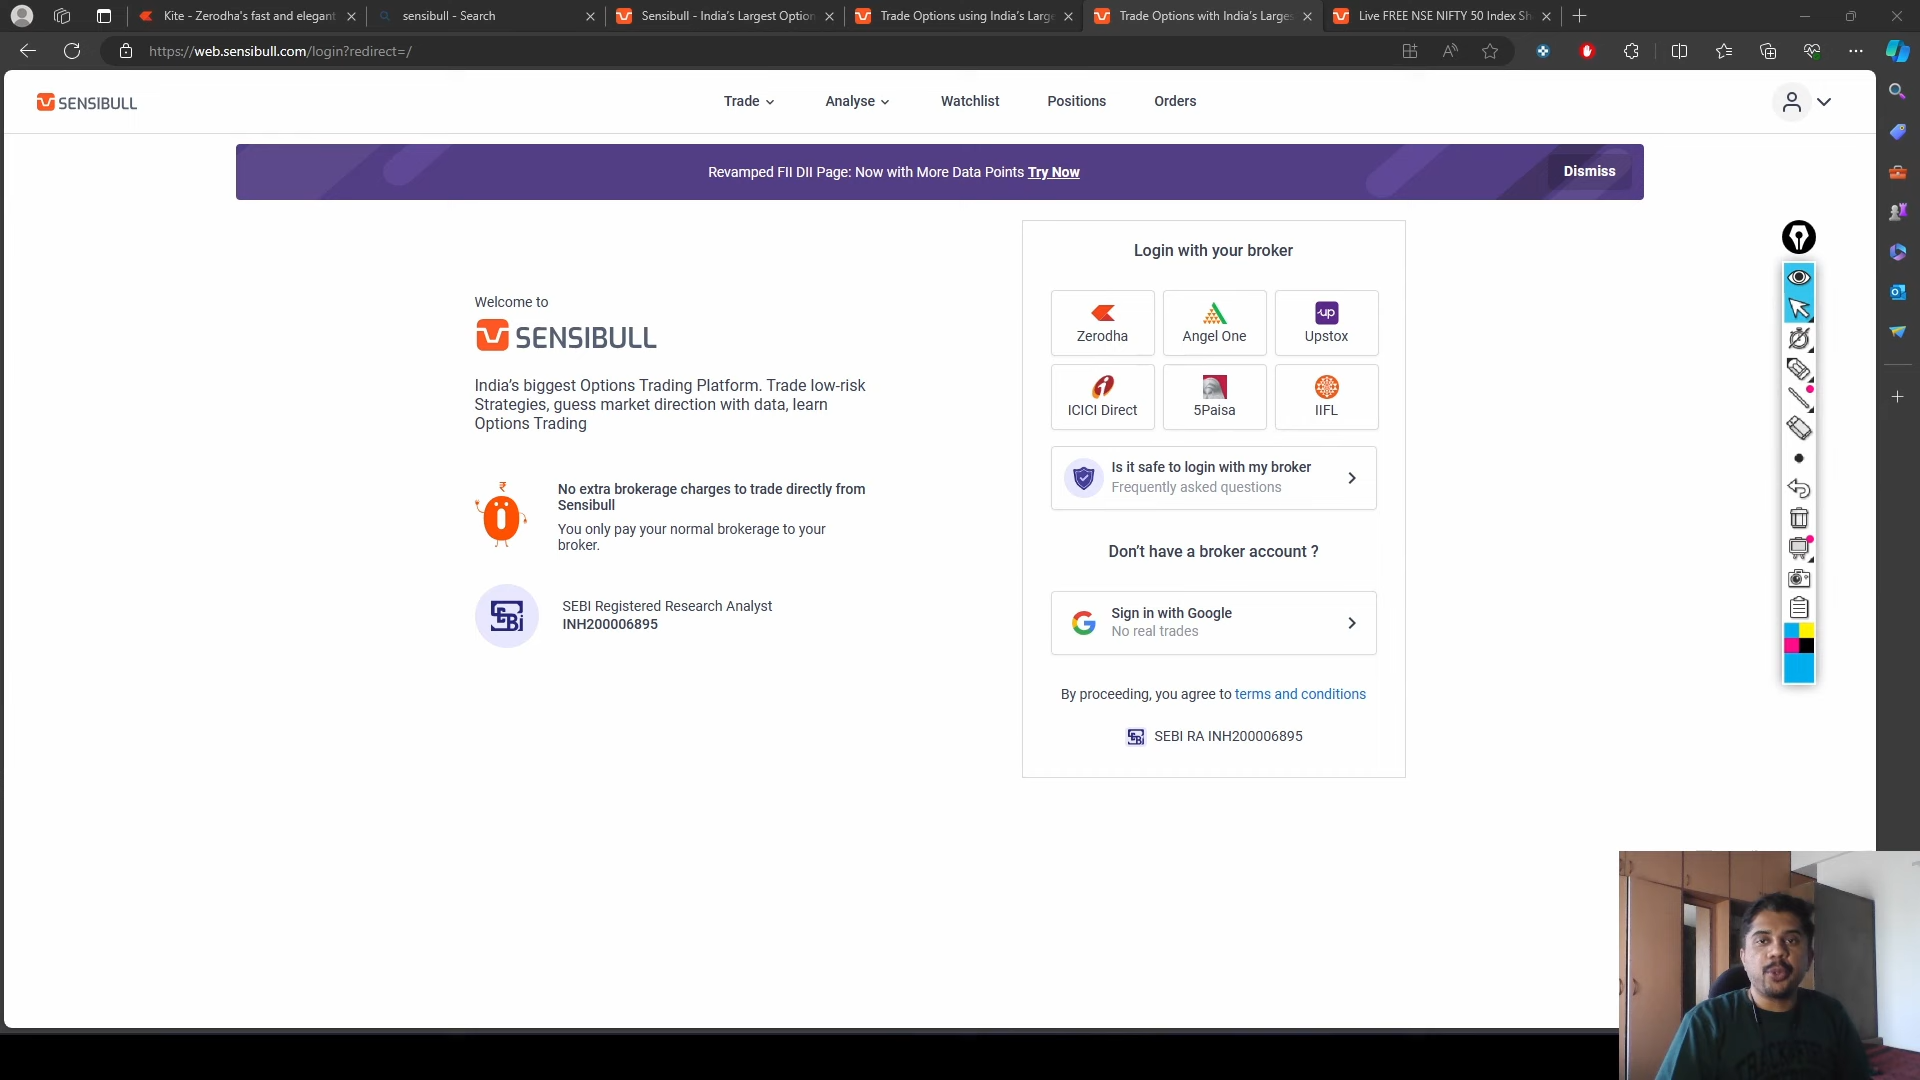 Kite - Zerodha's fast and elegant
sensibull - Search
Sensibull - India's Largest Option
Trade Options using India's Large
Trade Options with India's Larges
Live FREE NSE NIFTY 50 Index Sh
https://web.sensibull.com/login?redirect=/
SENSIBULL
Trade
Analyse
Watchlist
Positions
Orders
Revamped FII DII Page: Now with More Data Points Try Now
Dismiss
Welcome to
SENSIBULL
India's biggest Options Trading Platform. Trade low-risk
Strategies, guess market direction with data, learn
Options Trading
No extra brokerage charges to trade directly from
Sensibull
You only pay your normal brokerage to your
broker.
SEBI Registered Research Analyst
INH200006895
Login with your broker
Zerodha
Angel One
up
Upstox
ICICI Direct
5Paisa
IIFL
Is it safe to login with my broker
Frequently asked questions
Don't have a broker account ?
Sign in with Google
No real trades
By proceeding, you agree to terms and conditions
SEBI RA INH200006895